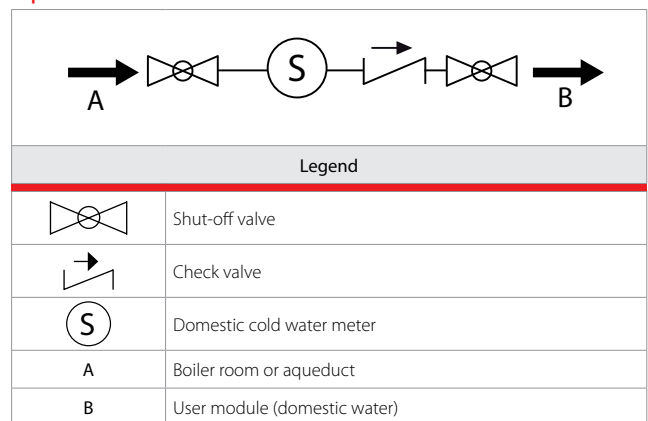 S
A
B
Legend
Shut-off valve
Check valve
S
Domestic cold water meter
A
Boiler room or aqueduct
B
User module (domestic water)